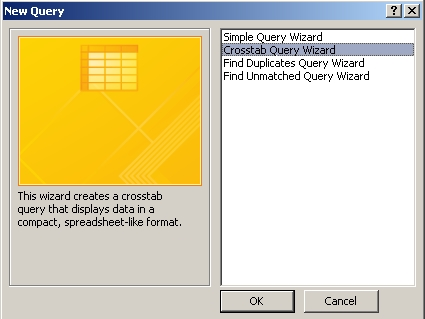 New Query
Simple Query Wizard
Crosstab Query Wizard
Find Duplicates Query Wizard
Find Unmatched Query Wizard
This wizard creates a crosstab
query that displays data in a
compact, spreadsheet-like format.
OK
Cancel